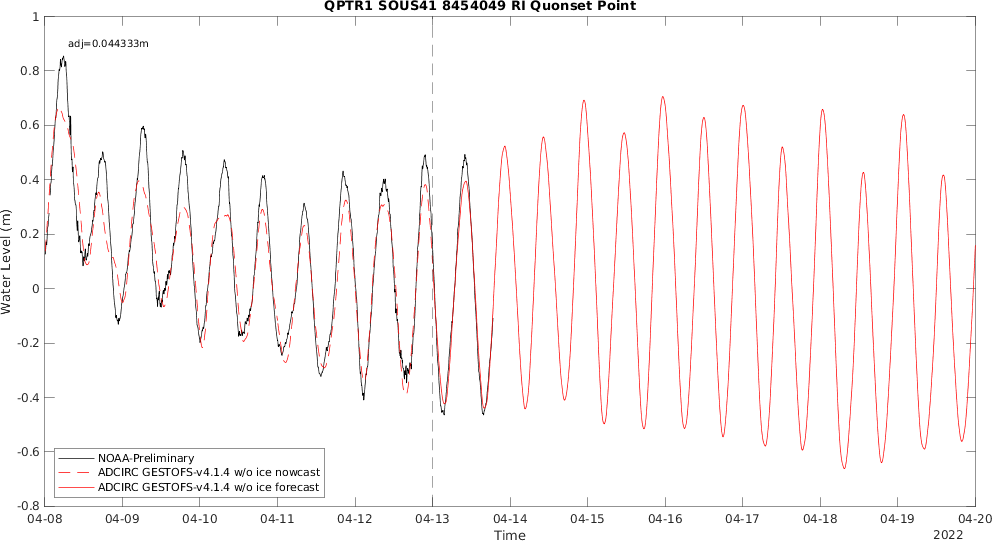 QPTR1 SOUS41 8454049 RI Quonset Point
adj=0.044333m
Water Level (m)
1
0.8
0.6
0.4
0.2
0
-0.2
-0.4
-0.6
-0.8
NOAA-Preliminary
ADCIRC GESTOFS-v4.1.4 w/o ice nowcast
ADCIRC GESTOFS-v4.1.4 w/o ice forecast
04-08 04-09 04-10 04-11 04-12 04-13 04-14 04-15 04-16 04-17 04-18 04-19 04-20
Time
2022